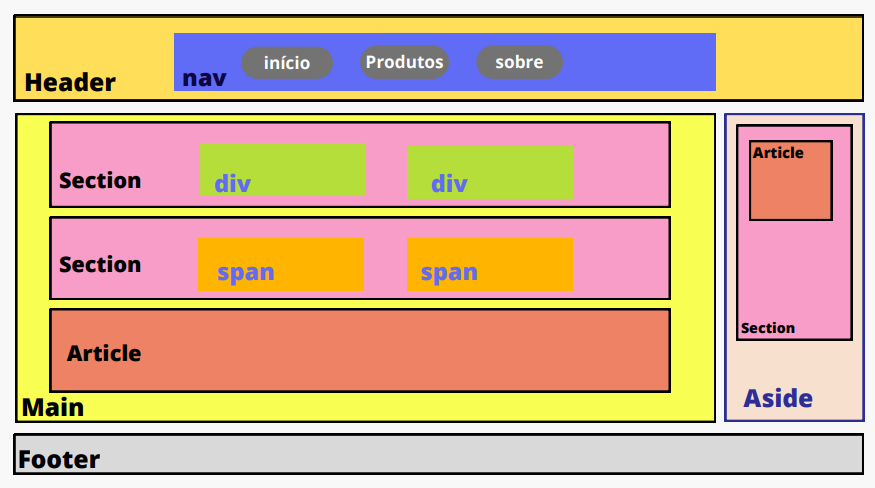 Header
nav
início
Produtos
sobre
Section
div
div
Section
span
span
Article
Main
Article
Section
Aside
Footer